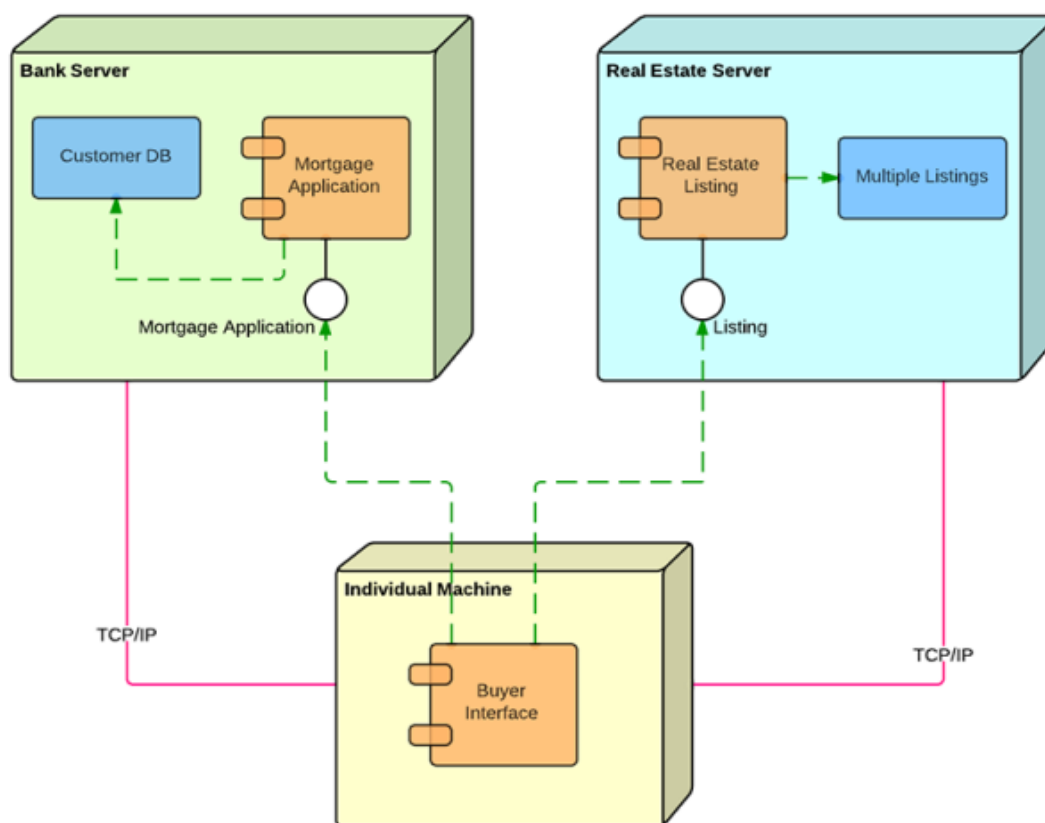 Bank Server
Customer DB
Mortgage
Application
Mortgage Application
Real Estate Server
Real Estate
Listing
Multiple Listings
Listing
Individual Machine
Buyer
Interface
TCP/IP
TCP/IP